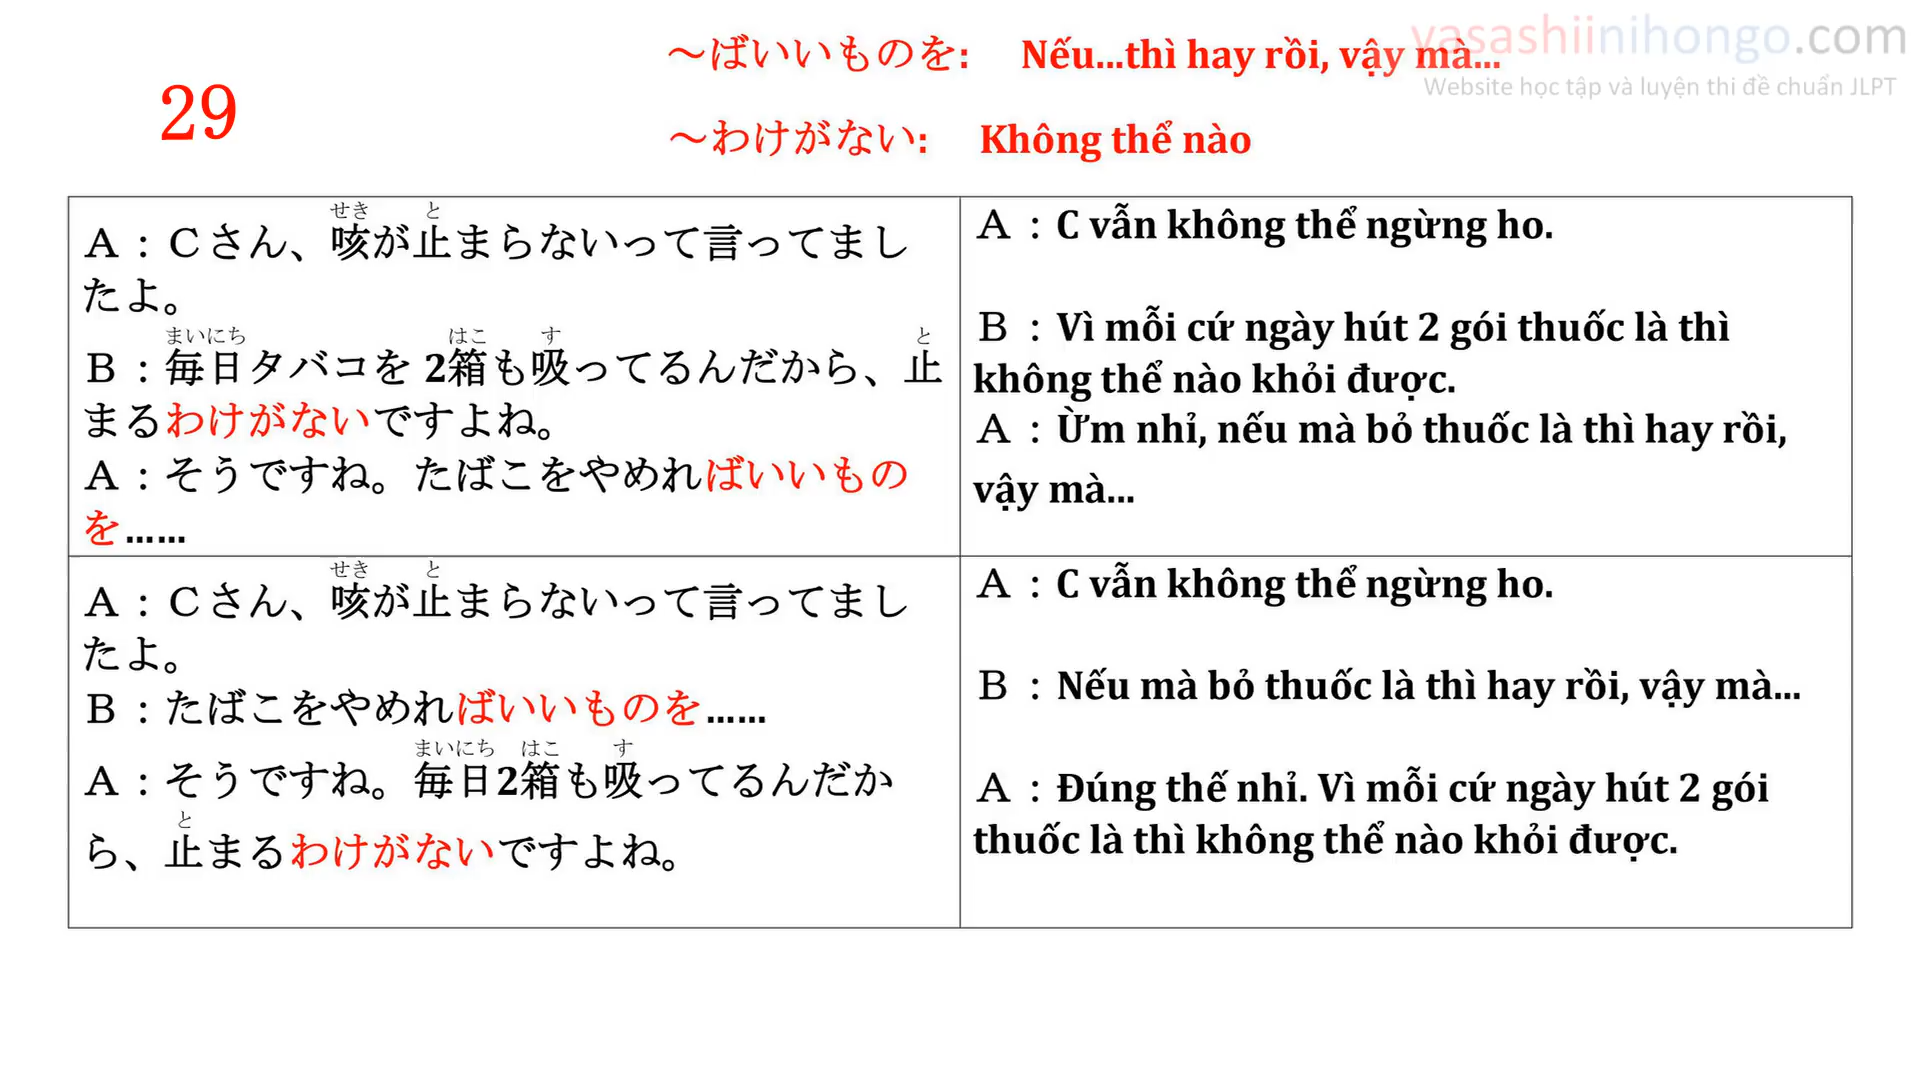 vasashiinihongo.com
Website học tập và luyện thi đề chuẩn JLPT
～ばいいものを: Nếu...thì hay rồi, vậy mà...
29
～わけがない: Không thể nào
せき と
A：Cさん、咳が止まらないって言ってまし
たよ。
まいにち はこ す と
B：毎日タバコを 2箱も吸ってるんだから、止
まるわけがないですよね。
A：そうですね。たばこをやめればいいもの
を......
A：C vẫn không thể ngừng ho.
B：Vì mỗi cứ ngày hút 2 gói thuốc là thì
không thể nào khỏi được.
A：Ừm nhỉ, nếu mà bỏ thuốc là thì hay rồi,
vậy mà...
せき と
A：Cさん、咳が止まらないって言ってまし
たよ。
B：たばこをやめればいいものを......
まいにち はこ す
A：そうですね。毎日2箱も吸ってるんだか
と
ら、止まるわけがないですよね。
A：C vẫn không thể ngừng ho.
B：Nếu mà bỏ thuốc là thì hay rồi, vậy mà...
A：Đúng thế nhỉ. Vì mỗi cứ ngày hút 2 gói
thuốc là thì không thể nào khỏi được.